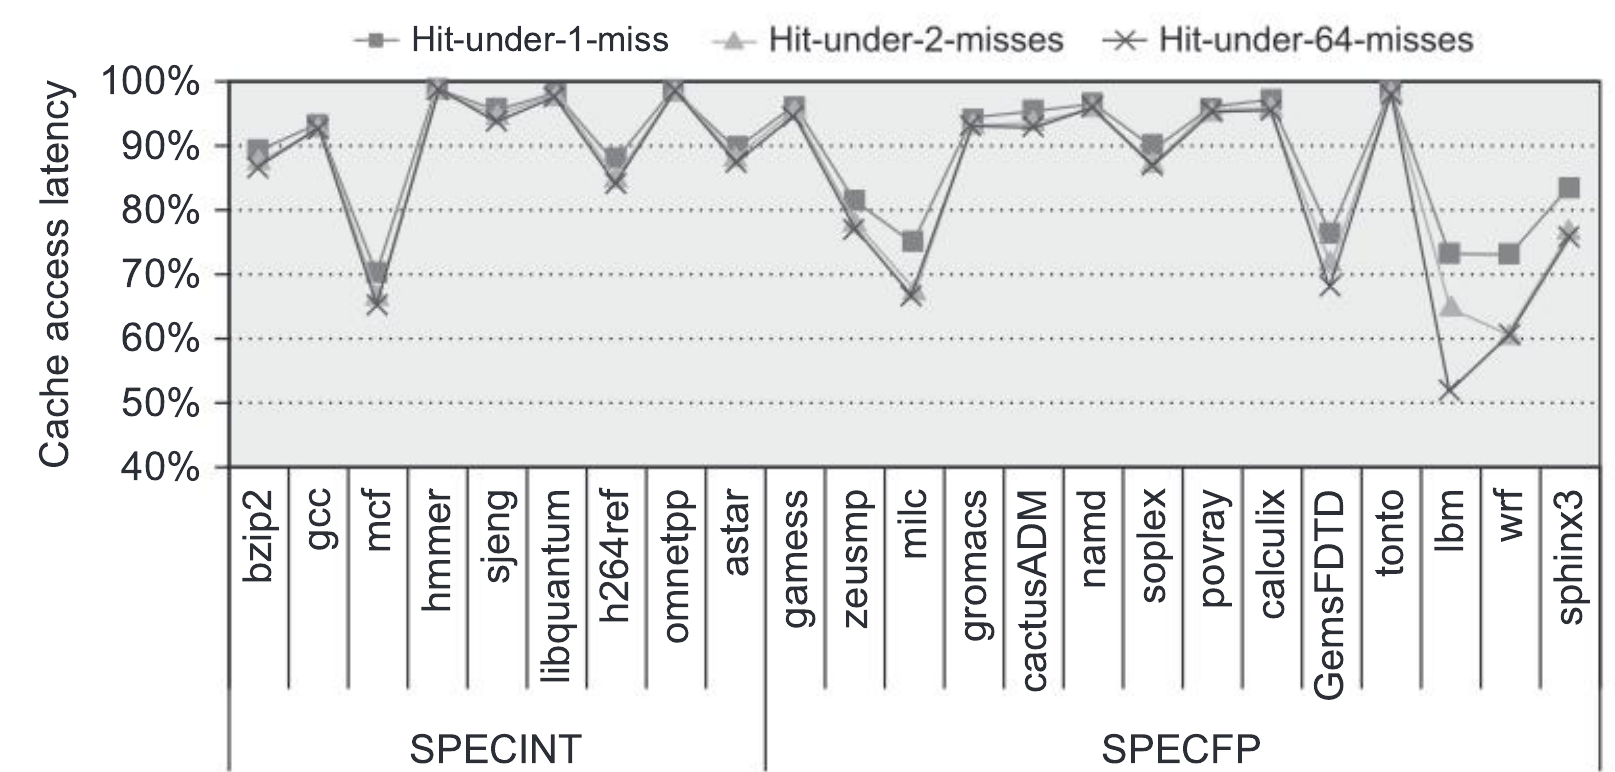 Hit-under-1-miss Hit-under-2-misses Hit-under-64-misses
Cache access latency
100%
90%
80%
70%
60%
50%
40%
bzip2
gcc
mcf
hmmer
sjeng
libquantum
h264ref
omnetpp
astar
gamess
zeusmp
milc
gromacs
cactusADM
namd
soplex
povray
calculix
GemsFDTD
tonto
lbm
wrf
sphinx3
SPECINT SPECFP